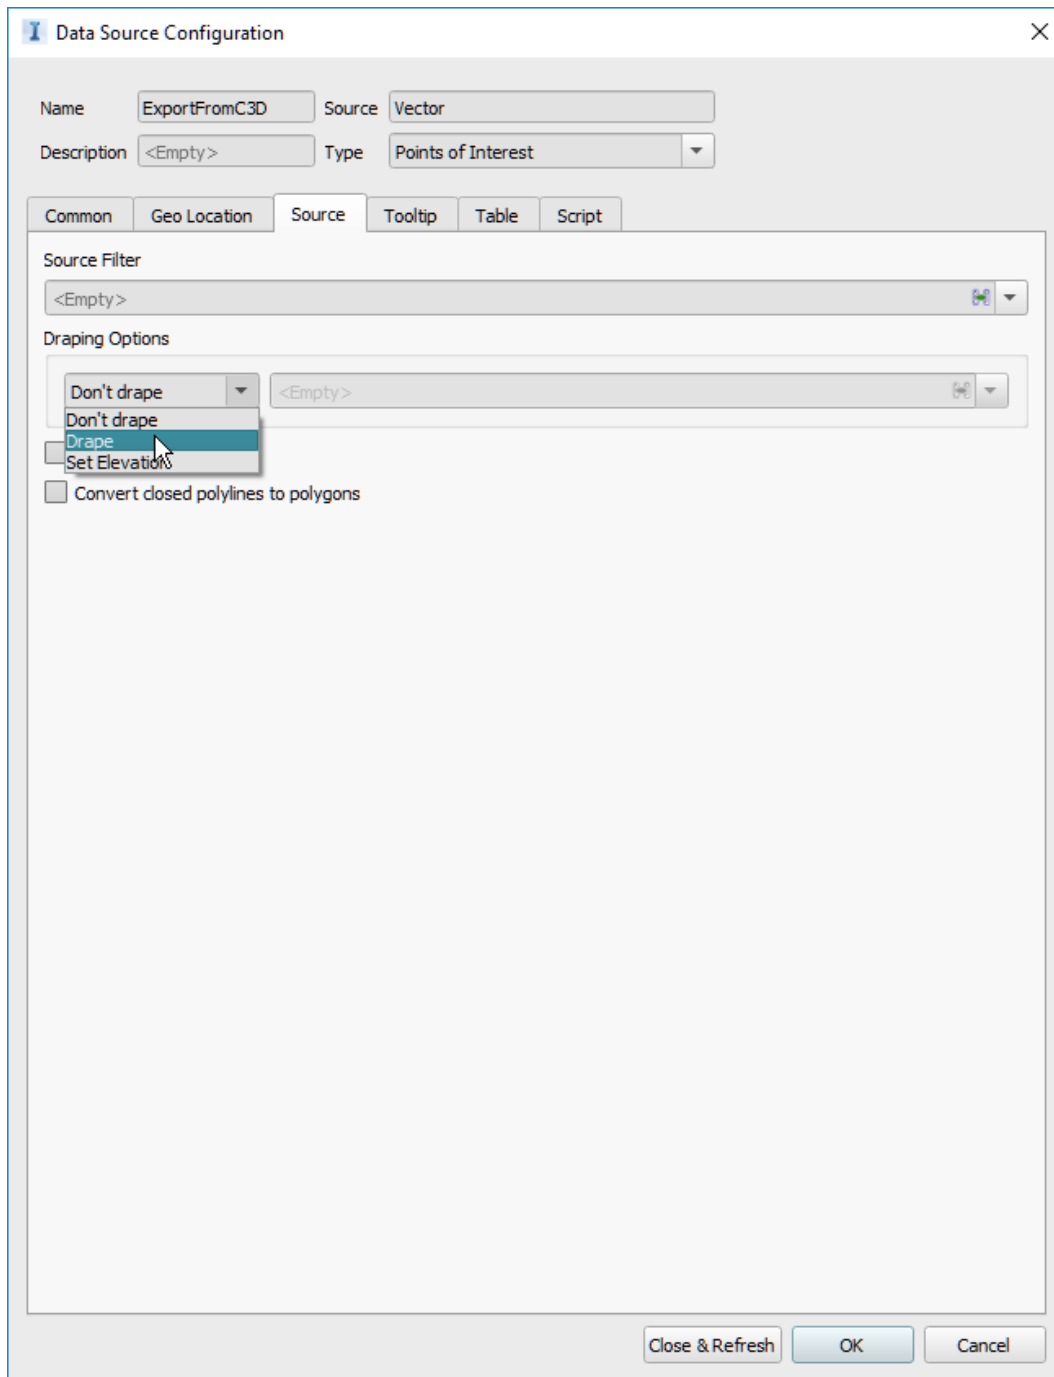 Data Source Configuration
Name ExportFromC3D Source Vector
Description <Empty> Type Points of Interest
Common Geo Location Source Tooltip Table Script
Source Filter
<Empty>
Draping Options
Don't drape <Empty>
Don't drape
Drape
Set Elevation
Convert closed polylines to polygons
Close & Refresh OK Cancel